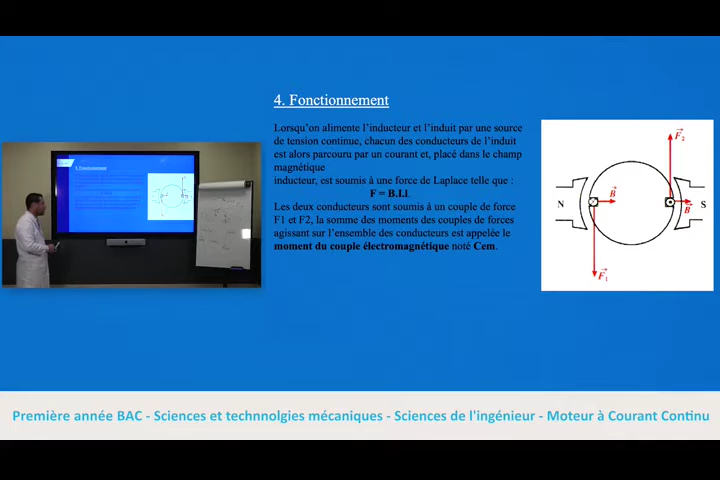 4. Fonctionnement
Lorsqu'on alimente l'inducteur et l'induit par une source
de tension continue, chacun des conducteurs de l'induit
est alors parcouru par un courant et, placé dans le champ
magnétique
inducteur, est soumis à une force de Laplace telle que :
F = B.I.l.
Les deux conducteurs sont soumis à un couple de force
F1 et F2, la somme des moments des couples de forces
agissant sur l'ensemble des conducteurs est appelée le
moment du couple électromagnétique noté Cem.
F2
N
B
B
S
F1
4. Fonctionnement
Première année BAC - Sciences et technnolgies mécaniques - Sciences de l'ingénieur - Moteur à Courant Continu